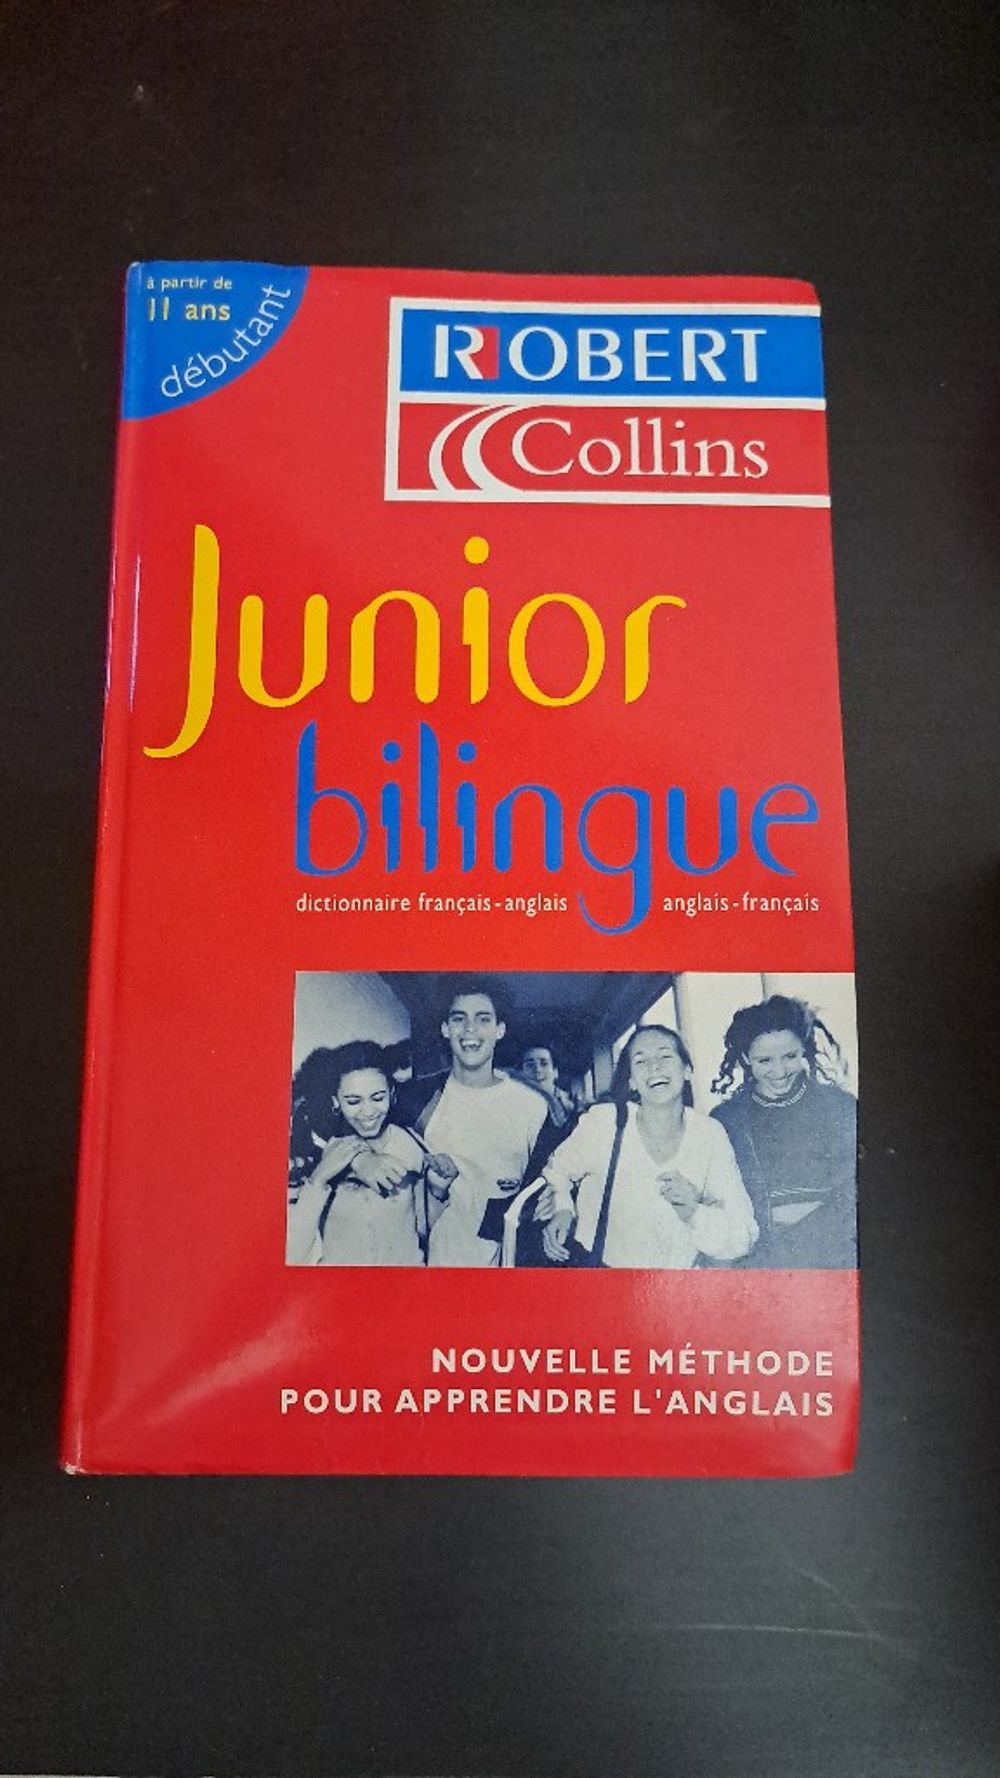 à partir de
11 ans
débutant
ROBERT
Collins
Junior
bilingue
dictionnaire français-anglais anglais-français
NOUVELLE MÉTHODE
POUR APPRENDRE L'ANGLAIS